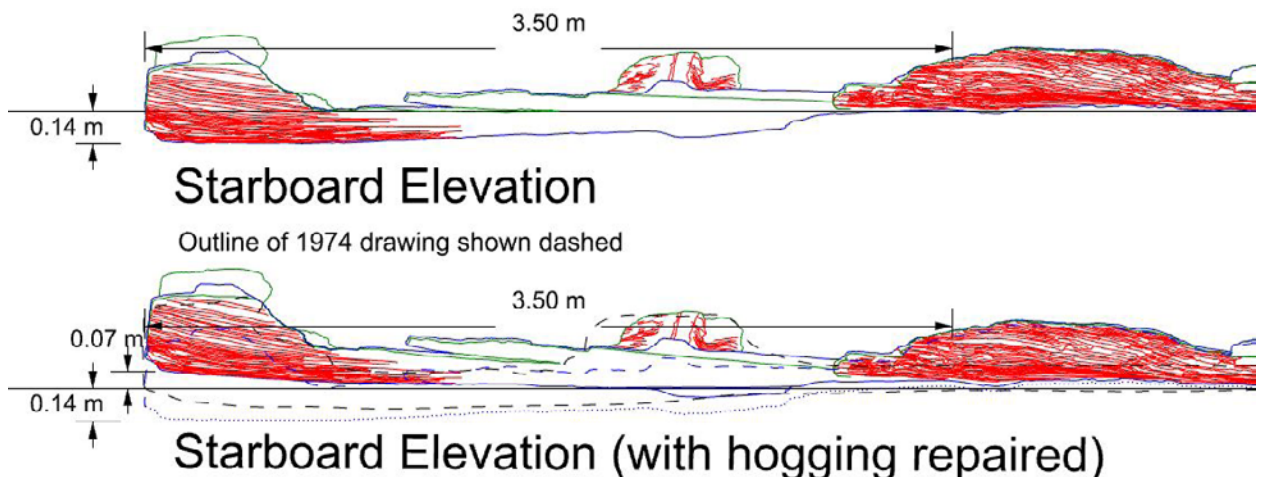 3.50 m
0.14 m
Starboard Elevation
Outline of 1974 drawing shown dashed
3.50 m
0.07 m
0.14 m
Starboard Elevation (with hogging repaired)